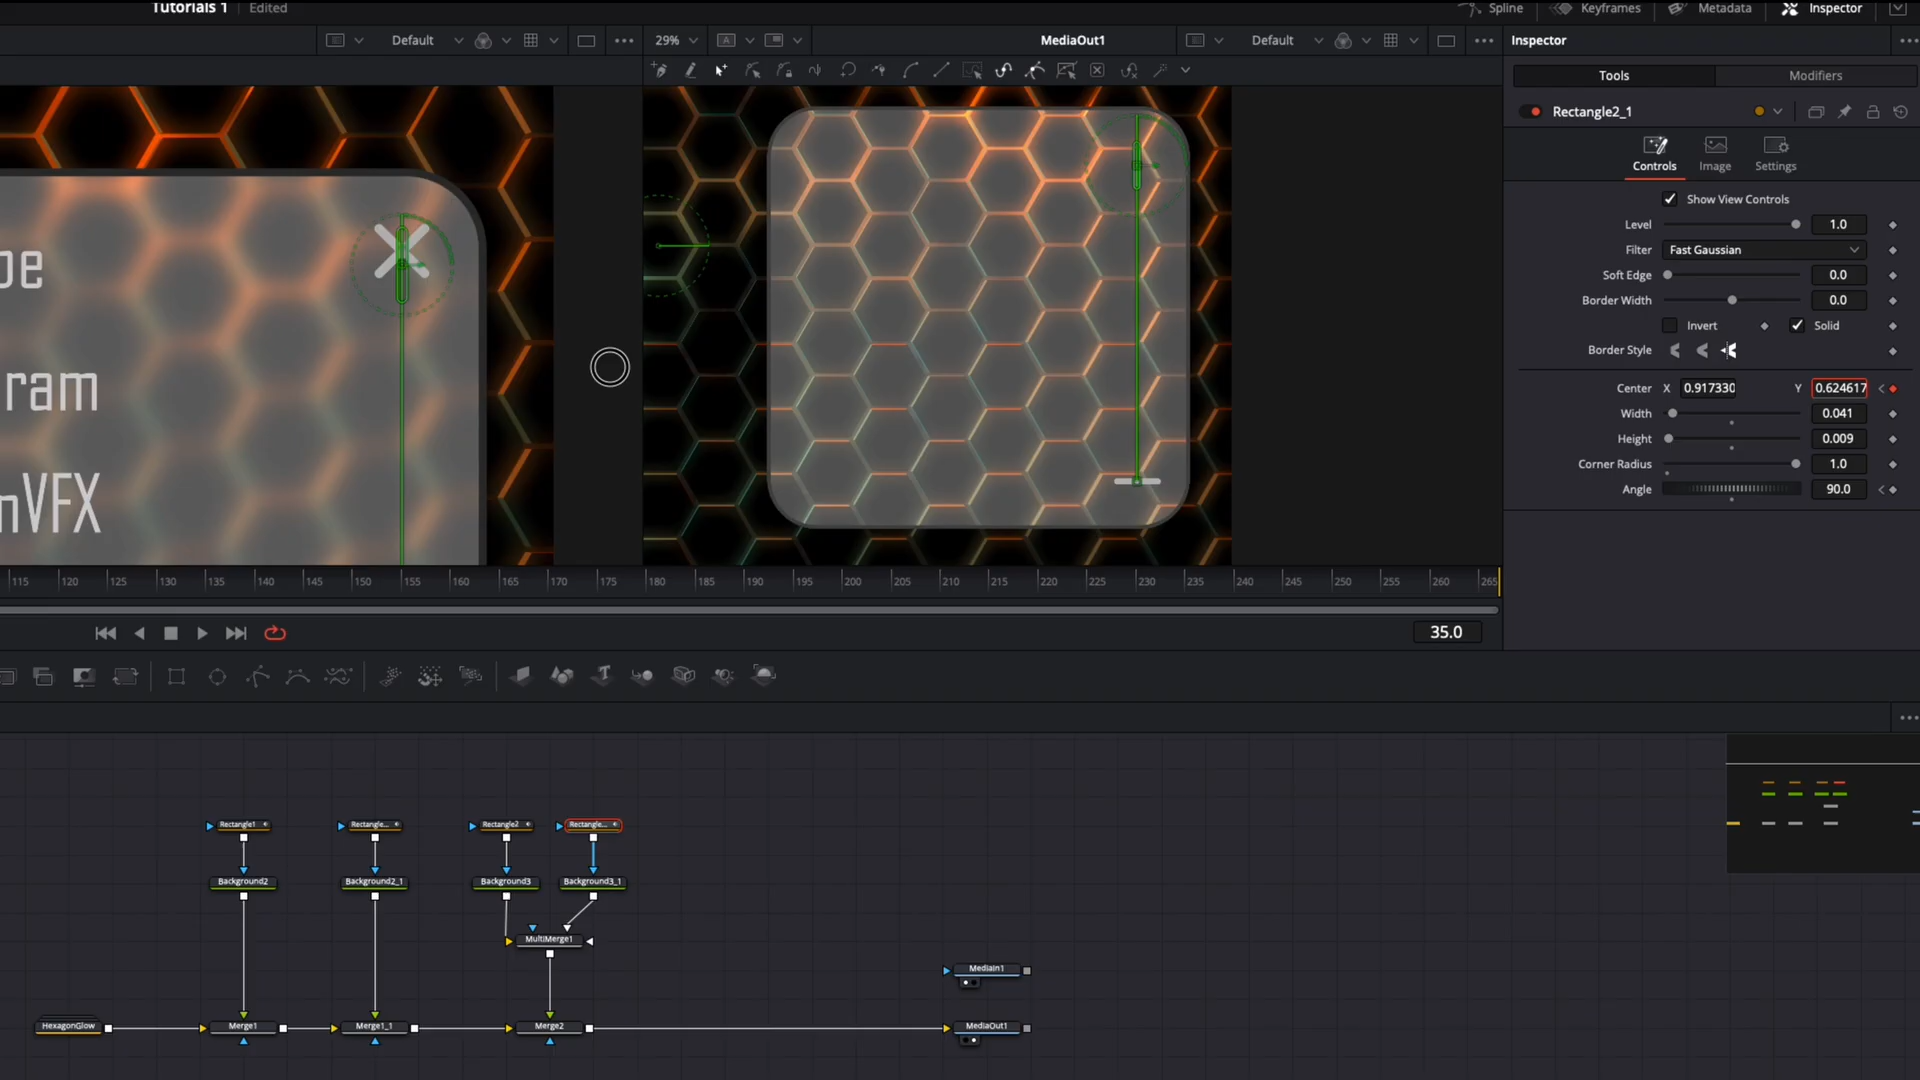 Tutorials 1 Edited
Spline Keyframes Metadata Inspector
Default
29%
MediaOut1
Default
Inspector
Tools Modifiers
Rectangle2_1
Controls Image Settings
Show View Controls
Level 1.0
Filter Fast Gaussian
Soft Edge 0.0
Border Width 0.0
Invert Solid
Border Style
Center X 0.917330 Y 0.624617
Width 0.041
Height 0.009
Corner Radius 1.0
Angle 90.0
be
ram
mVFX
115 120 125 130 135 140 145 150 155 160 165 170 175 180 185 190 195 200 205 210 215 220 225 230 235 240 245 250 255 260 265
35.0
Rectangle1 Rectangle... Rectangle2 Rectangle...
Background2 Background2_1 Background3 Background3_1
MultiMerge1
MediaIn1
HexagonGlow Merge1 Merge1_1 Merge2 MediaOut1